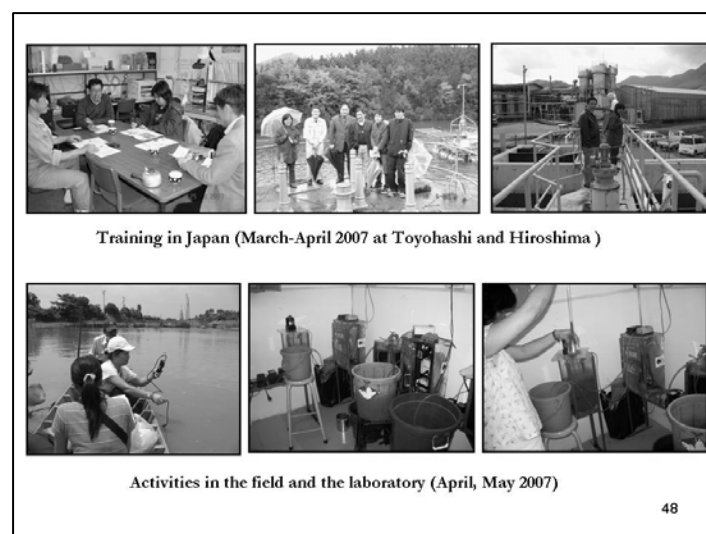 Training in Japan (March-April 2007 at Toyohashi and Hiroshima )
Activities in the field and the laboratory (April, May 2007)
48